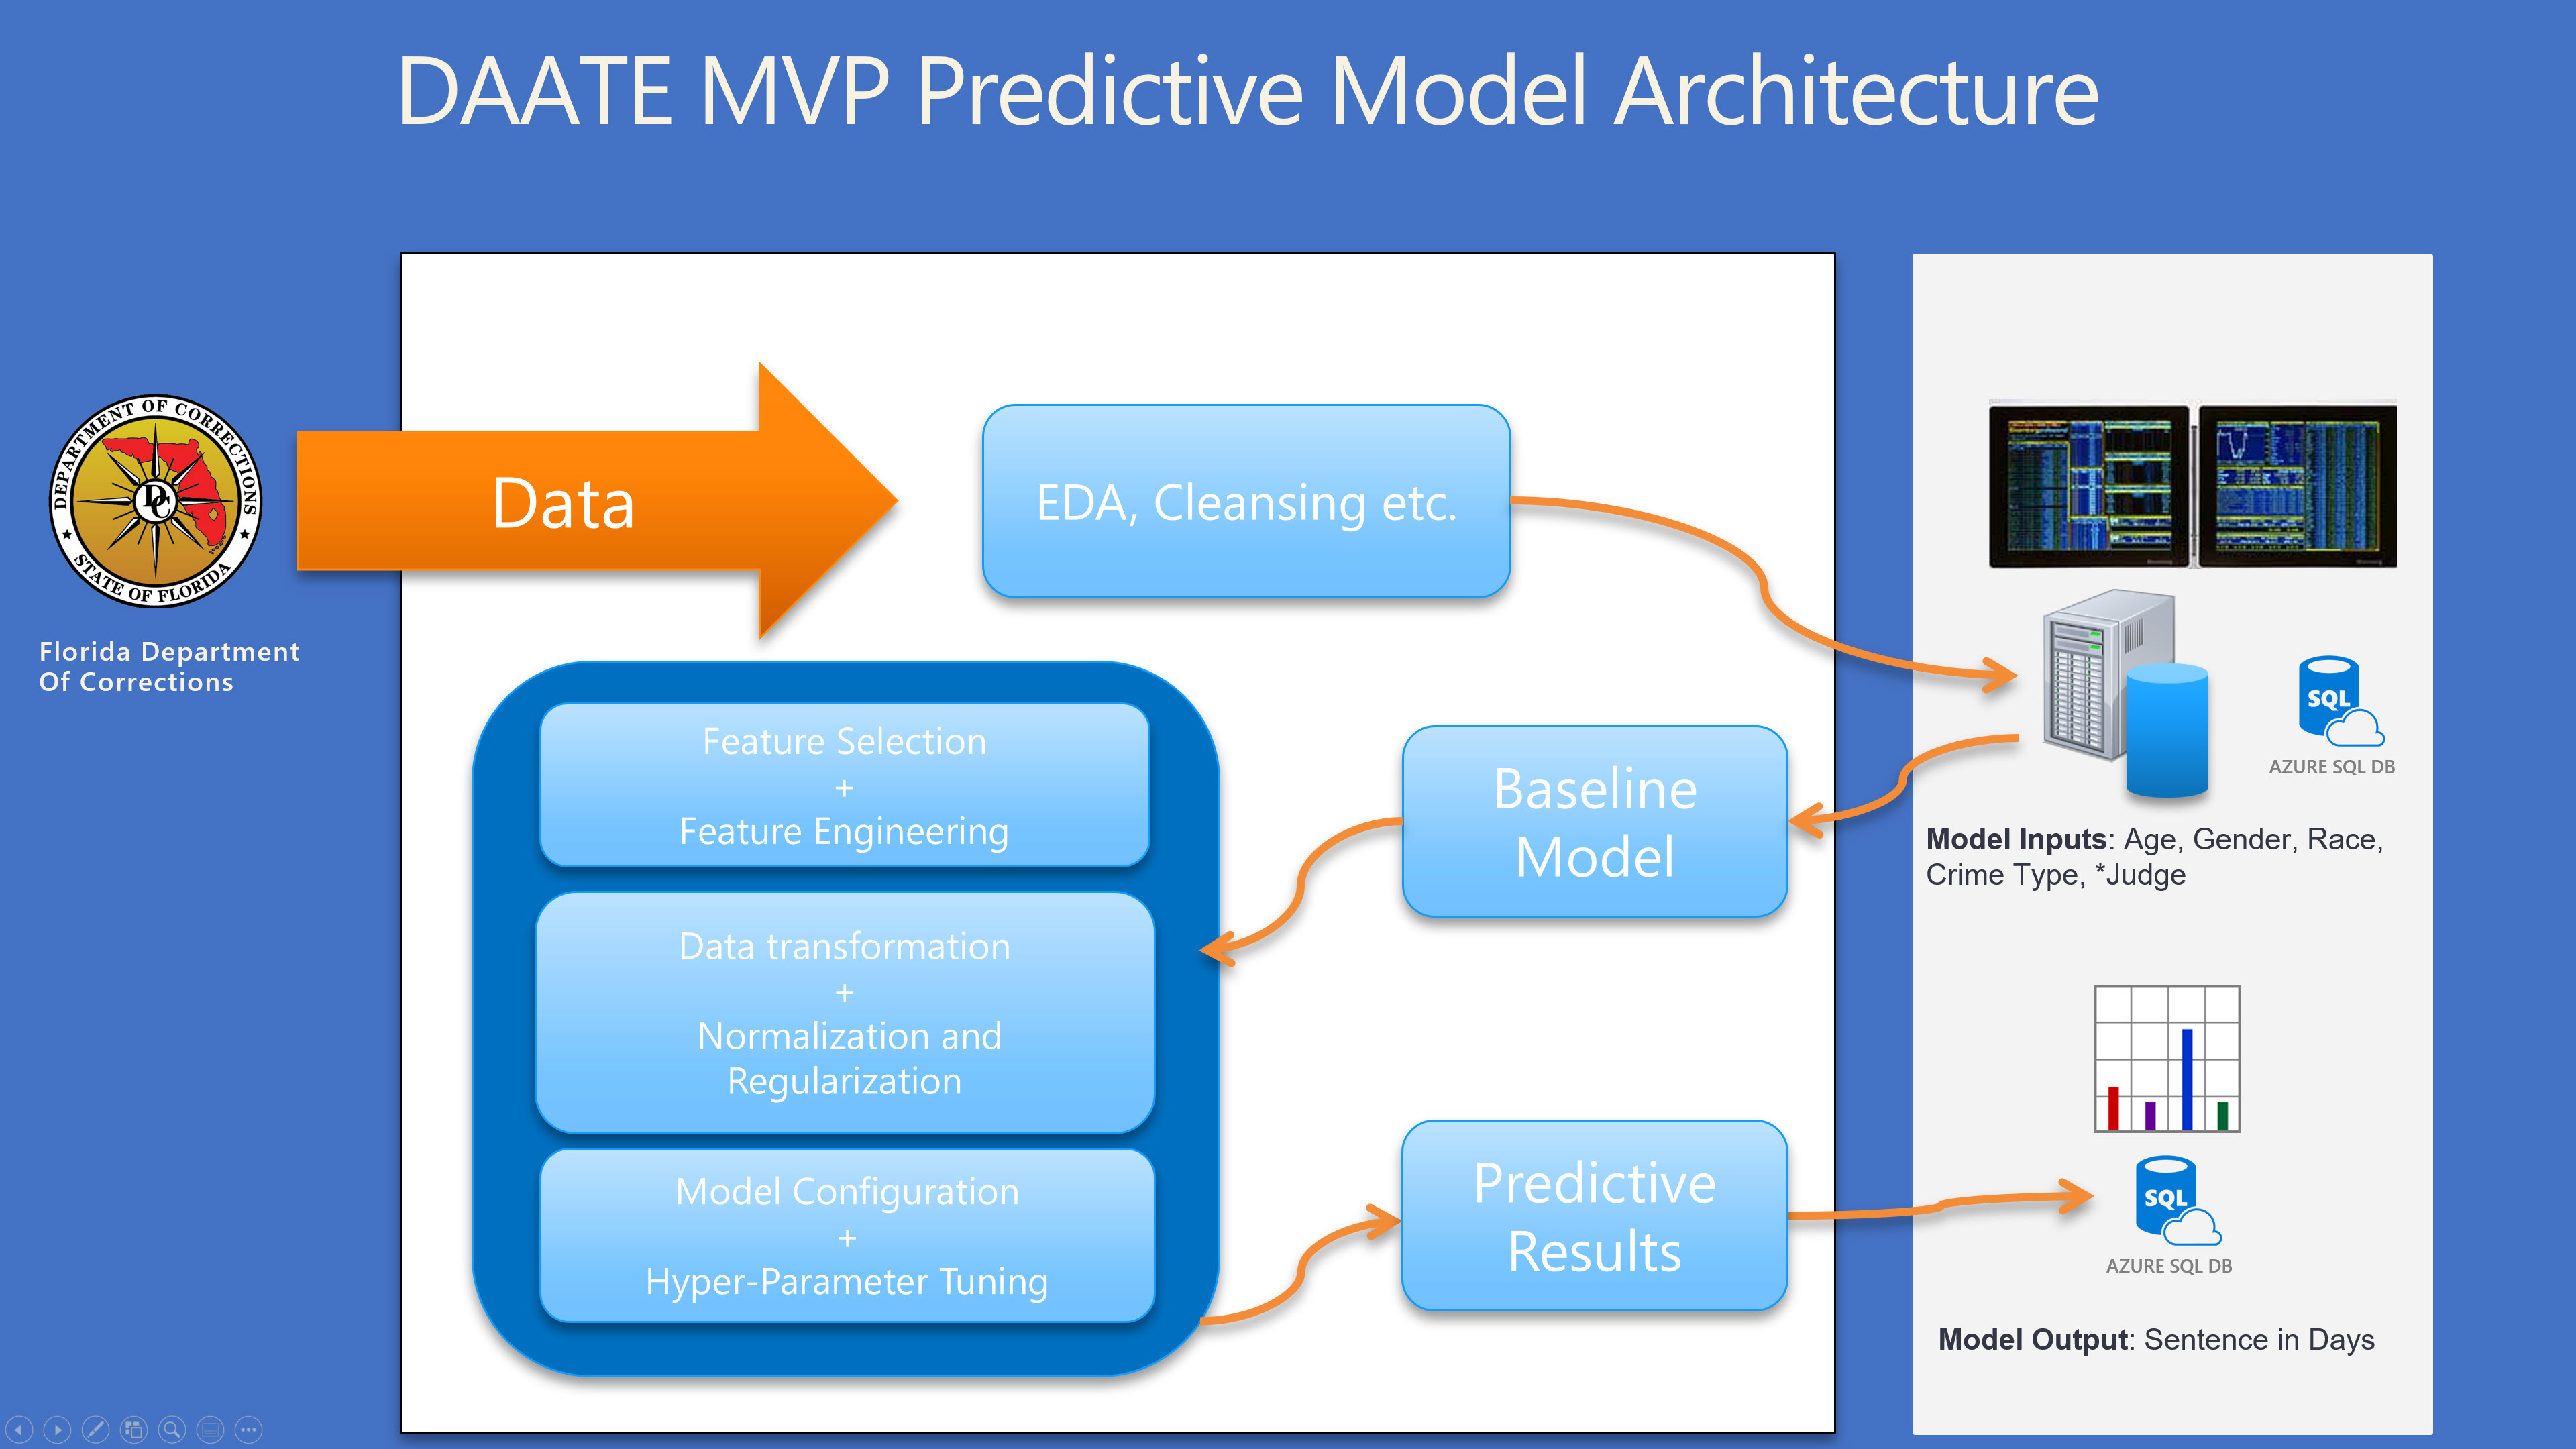 DAATE MVP Predictive Model Architecture
DEPARTMENT OF CORRECTIONS
STATE OF FLORIDA
DC
Florida Department
Of Corrections
Data
EDA, Cleansing etc.
Feature Selection
+
Feature Engineering
Data transformation
+
Normalization and
Regularization
Model Configuration
+
Hyper-Parameter Tuning
Baseline
Model
Predictive
Results
SQL
AZURE SQL DB
Model Inputs: Age, Gender, Race,
Crime Type, *Judge
SQL
AZURE SQL DB
Model Output: Sentence in Days